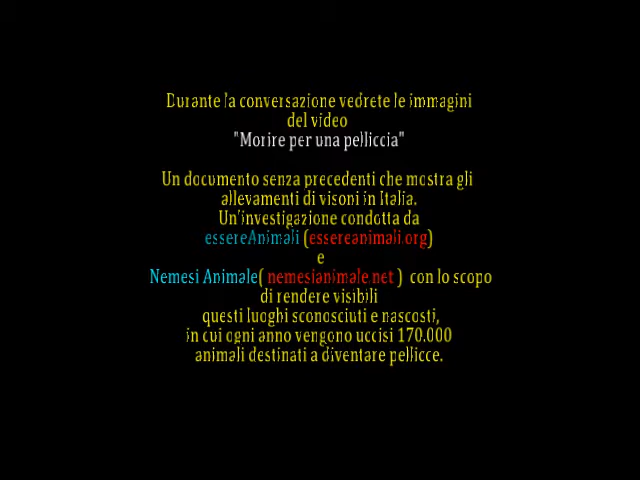 Durante la conversazione vedrete le immagini
del video
"Morire per una pelliccia"
Un documento senza precedenti che mostra gli
allevamenti di visoni in Italia.
Un'investigazione condotta da
essereAnimali (essereanimali.org)
e
Nemesi Animale( nemesianimale.net ) con lo scopo
di rendere visibili
questi luoghi sconosciuti e nascosti,
in cui ogni anno vengono uccisi 170.000
animali destinati a diventare pellicce.